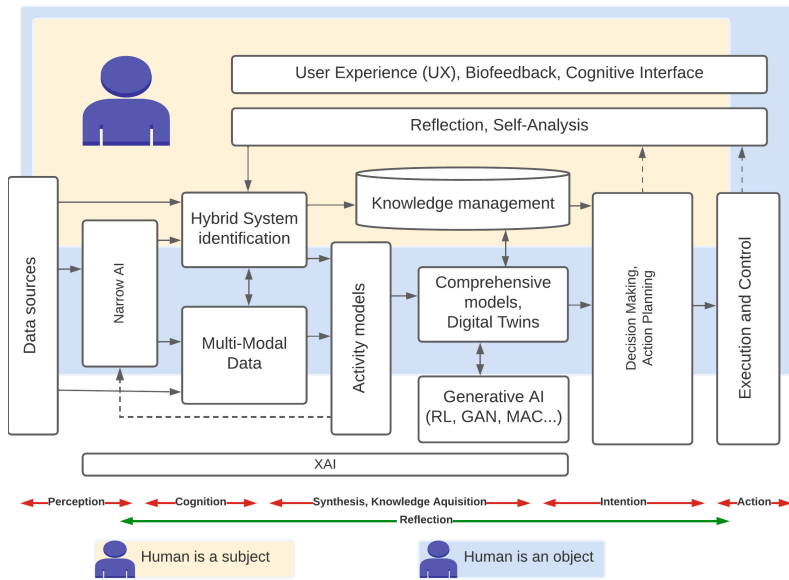 User Experience (UX), Biofeedback, Cognitive Interface
Reflection, Self-Analysis
Data sources
Narrow AI
Hybrid System
identification
Multi-Modal
Data
Activity models
Knowledge management
Comprehensive
models,
Digital Twins
Generative AI
(RL, GAN, MAC...)
Decision Making,
Action Planning
Execution and Control
XAI
Perception
Cognition
Synthesis, Knowledge Aquisition
Intention
Action
Reflection
Human is a subject
Human is an object